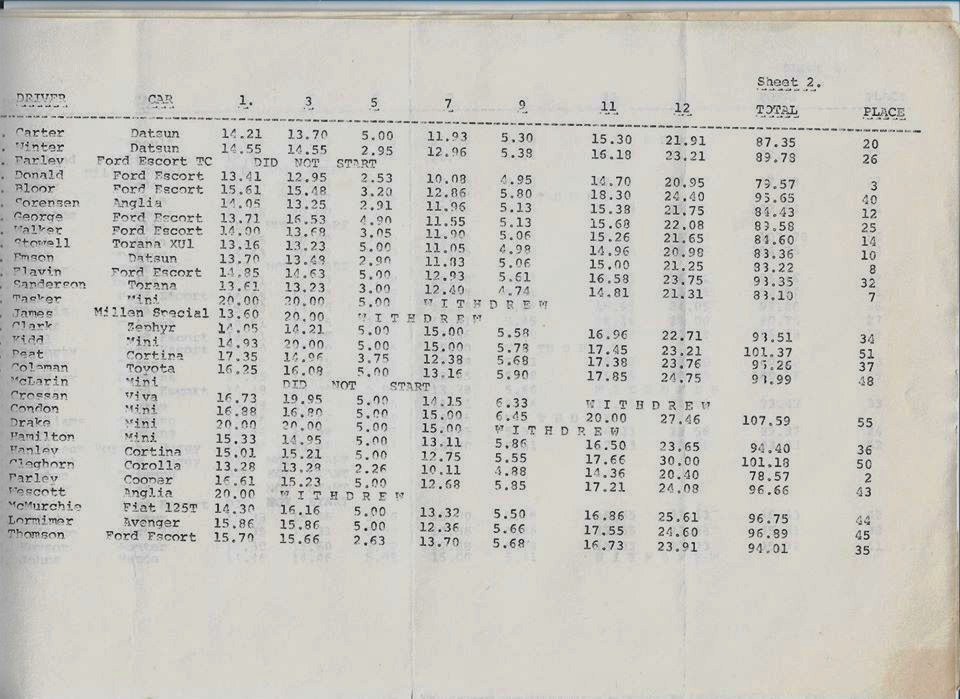 Sheet 2.
DRIVER CAR 1. 3 5 7 9 11 12 TOTAL PLACE
. Carter Datsun 14.21 13.70 5.00 11.93 5.30 15.30 21.91 87.35 20
. Winter Datsun 14.55 14.55 2.95 12.96 5.38 16.18 23.21 89.78 26
. Farley Ford Escort TC DID NOT START
. Donald Ford Escort 13.41 12.95 2.53 10.08 4.95 14.70 20.95 79.57 3
. Bloor Ford Escort 15.61 15.48 3.20 12.86 5.80 18.30 24.40 95.65 40
. Sorensen Anglia 14.05 13.25 2.91 11.96 5.13 15.38 21.75 84.43 12
. George Ford Escort 13.71 16.53 4.90 11.55 5.13 15.68 22.08 89.58 25
. Walker Ford Escort 14.00 13.68 3.05 11.90 5.06 15.26 21.65 84.60 14
. Stowell Torana XU1 13.16 13.23 5.00 11.05 4.98 14.96 20.98 83.36 10
. Emson Datsun 13.70 13.48 2.90 11.83 5.06 15.00 21.25 83.22 8
. Flavin Ford Escort 14.85 14.63 5.00 12.93 5.61 16.58 23.75 93.35 32
. Sanderson Torana 13.61 13.23 3.00 12.40 4.74 14.81 21.31 83.10 7
. Tasker Mini 20.00 20.00 5.00 W I T H D R E W
. James Millen Special 13.60 20.00 W I T H D R E W
. Clark Zephyr 14.05 14.21 5.00 15.00 5.58 16.96 22.71 93.51 34
Kidd Mini 14.93 20.00 5.00 15.00 5.78 17.45 23.21 101.37 51
Peat Cortina 17.35 14.96 3.75 12.38 5.68 17.38 23.76 95.26 37
Coleman Toyota 16.25 16.08 5.00 13.16 5.90 17.85 24.75 98.99 48
McLarin Mini DID NOT START
Crossan Viva 16.73 19.95 5.00 14.15 6.33 W I T H D R E W
Condon Mini 16.88 16.80 5.00 15.00 6.45 20.00 27.46 107.59 55
Drake Mini 20.00 20.00 5.00 15.00 W I T H D R E W
Hamilton Mini 15.33 14.95 5.00 13.11 5.86 16.50 23.65 94.40 36
Hanley Cortina 15.01 15.21 5.00 12.75 5.55 17.66 30.00 101.18 50
Cleghorn Corolla 13.28 13.28 2.26 10.11 4.88 14.36 20.40 78.57 2
Farley Cooper 16.61 15.23 5.00 12.68 5.85 17.21 24.08 96.66 43
Wescott Anglia 20.00 W I T H D R E W
McMurchie Fiat 125T 14.30 16.16 5.00 13.32 5.50 16.86 25.61 96.75 44
Lormimer Avenger 15.86 15.86 5.00 12.36 5.66 17.55 24.60 96.89 45
Thomson Ford Escort 15.70 15.66 2.63 13.70 5.68 16.73 23.91 94.01 35